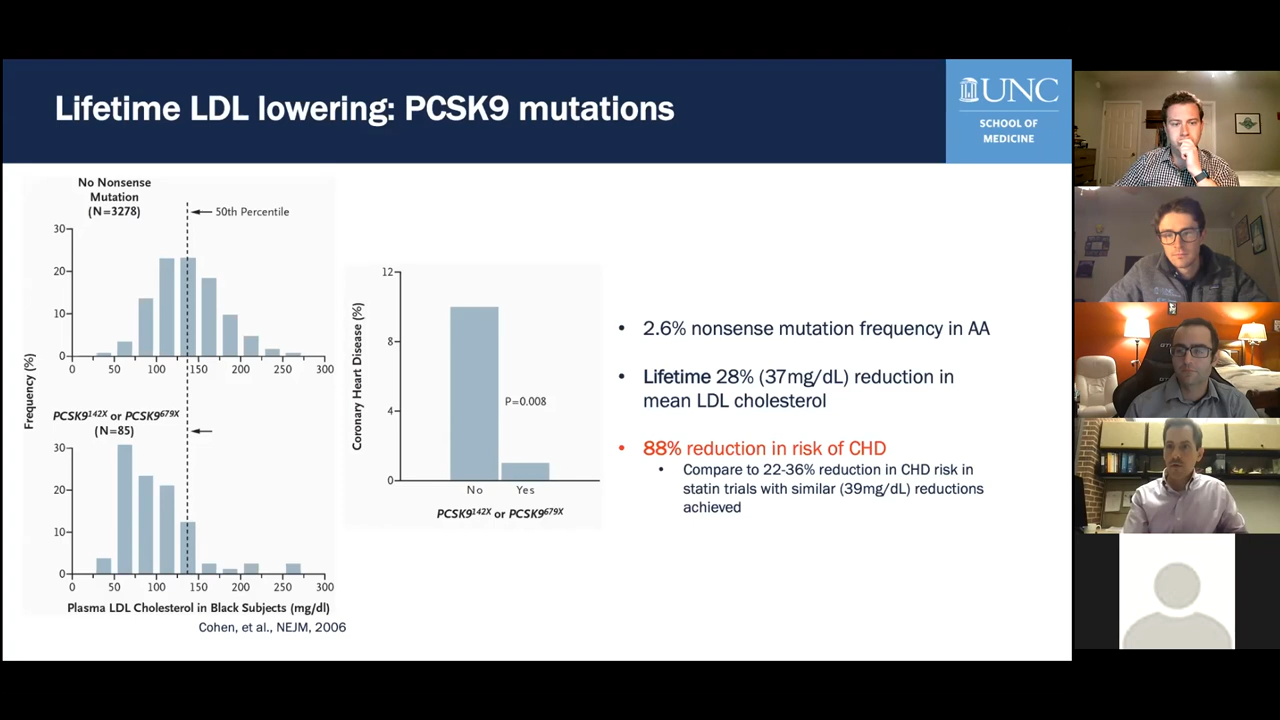 Lifetime LDL lowering: PCSK9 mutations
UNC
SCHOOL OF
MEDICINE
No Nonsense
Mutation
(N=3278)
50th Percentile
30
20
10
0
0 50 100 150 200 250 300
Frequency (%)
PCSK9¹⁴²ˣ or PCSK9⁶⁷⁹ˣ
(N=85)
30
20
10
0
0 50 100 150 200 250 300
Plasma LDL Cholesterol in Black Subjects (mg/dl)
Cohen, et al., NEJM, 2006
12
8
4
0
Coronary Heart Disease (%)
P=0.008
No Yes
PCSK9¹⁴²ˣ or PCSK9⁶⁷⁹ˣ
• 2.6% nonsense mutation frequency in AA
• Lifetime 28% (37mg/dL) reduction in
mean LDL cholesterol
• 88% reduction in risk of CHD
• Compare to 22-36% reduction in CHD risk in
statin trials with similar (39mg/dL) reductions
achieved